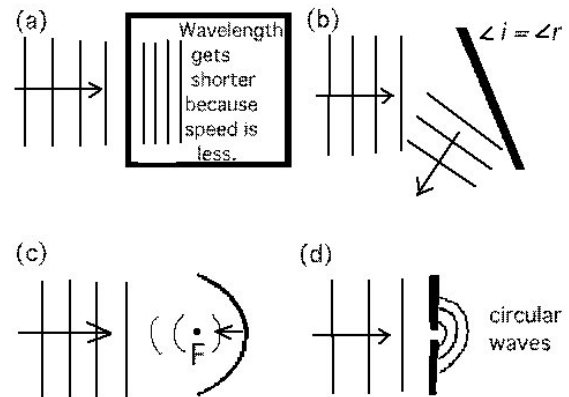 (a)
Wavelength
gets
shorter
because
speed is
less.
(b)
∠ i = ∠r
(c)
F
(d)
circular
waves